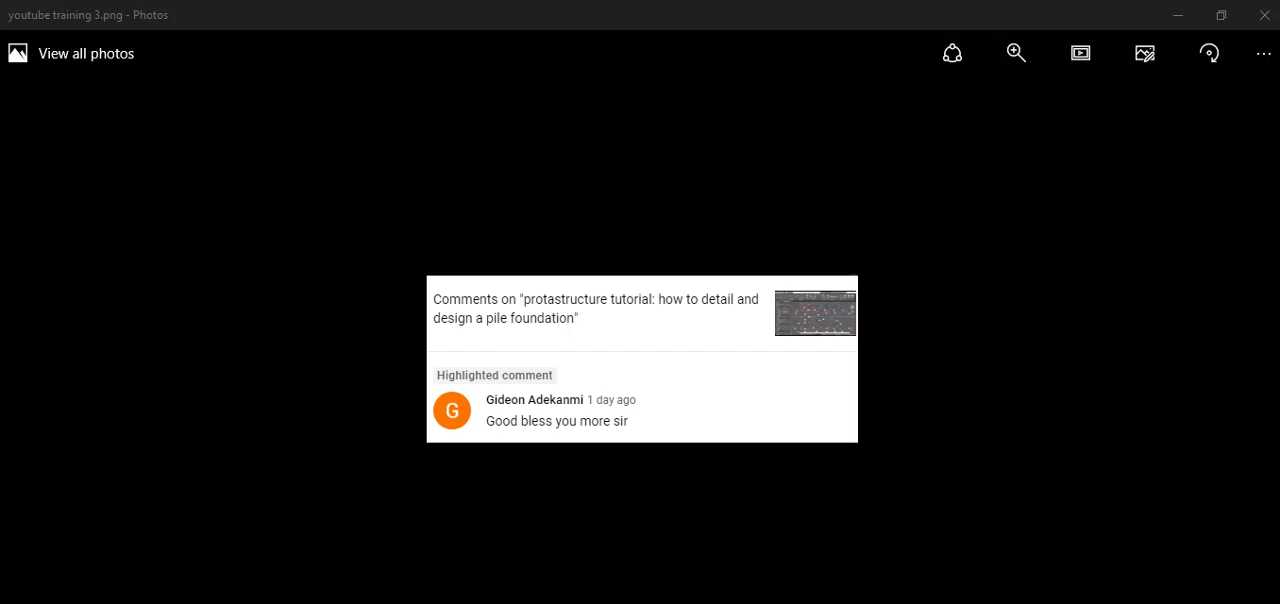 youtube training 3.png - Photos
View all photos
Comments on "protastructure tutorial: how to detail and
design a pile foundation"
Highlighted comment
G
Gideon Adekanmi 1 day ago
Good bless you more sir